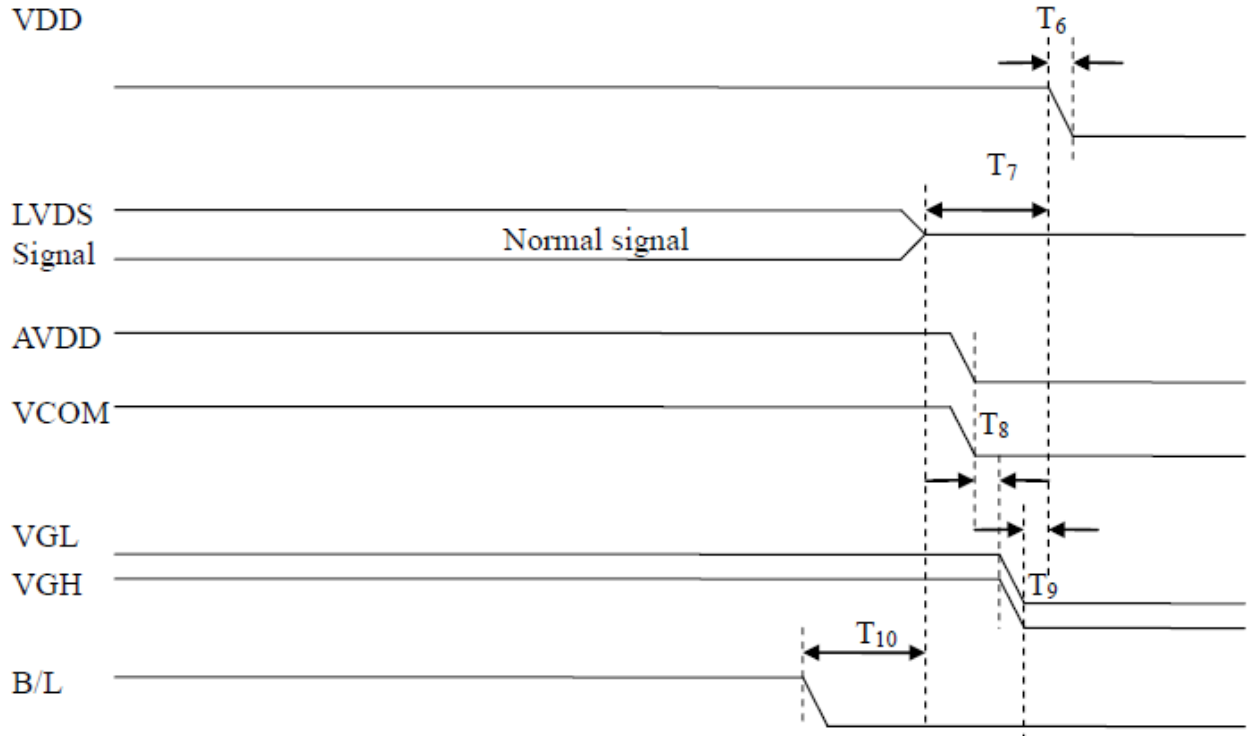 VDD
T6
T7
LVDS
Signal
Normal signal
AVDD
VCOM
T8
VGL
VGH
T9
T10
B/L